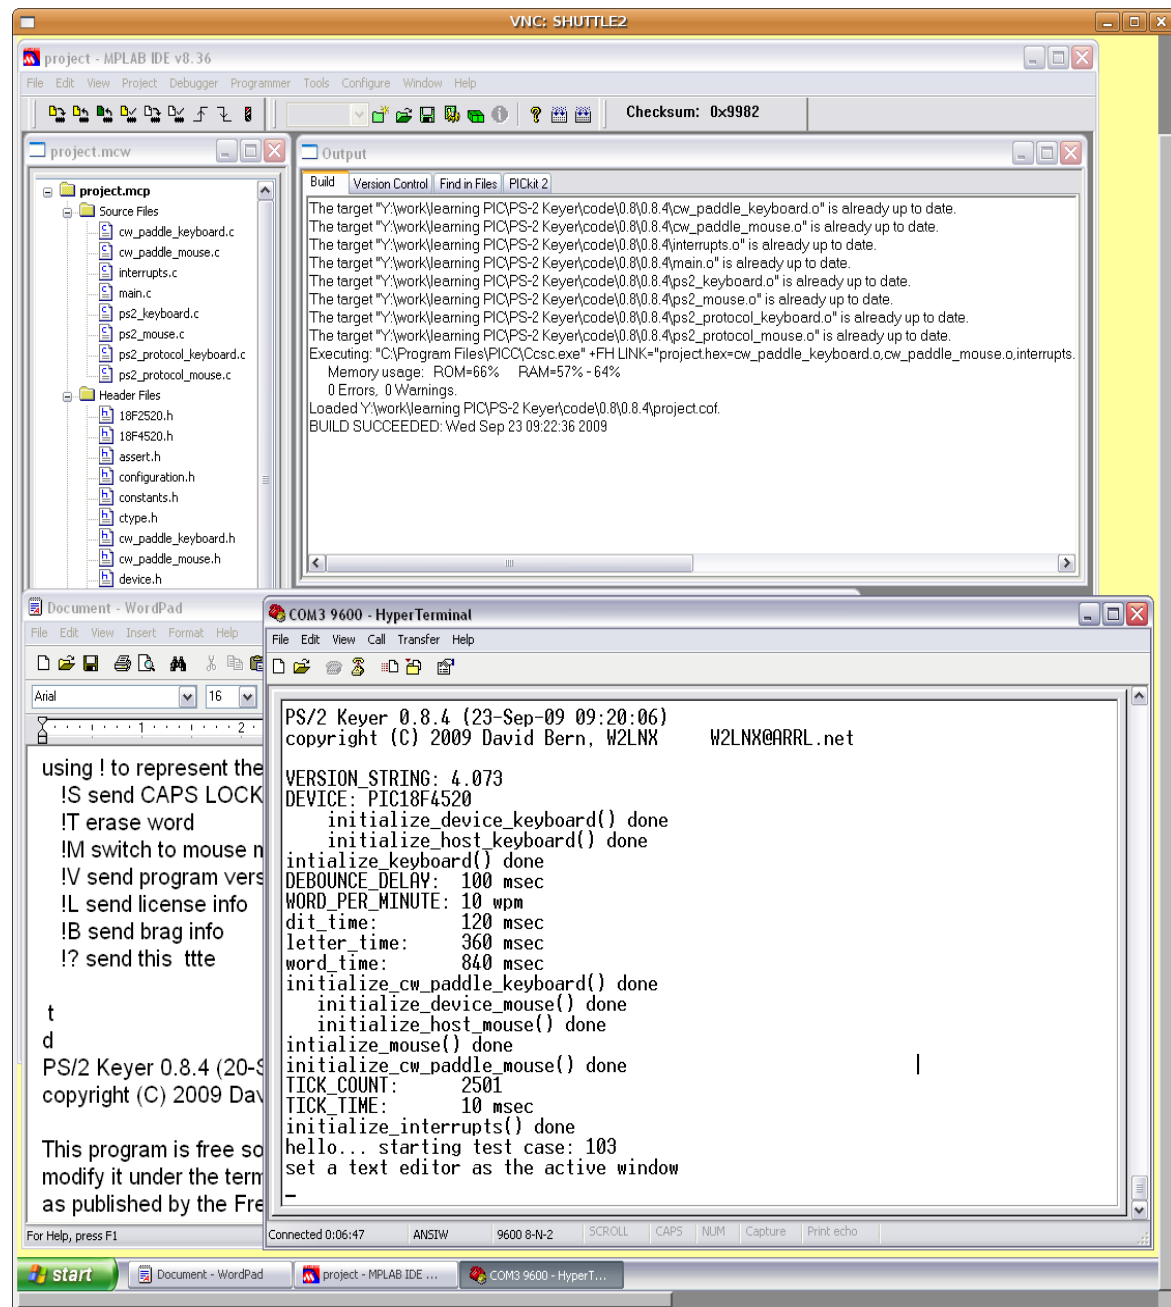 VNC: SHUTTLE2
project - MPLAB IDE v8.36
File Edit View Project Debugger Programmer Tools Configure Window Help
Checksum: 0x9982
project.mcw
project.mcp
Source Files
cw_paddle_keyboard.c
cw_paddle_mouse.c
interrupts.c
main.c
ps2_keyboard.c
ps2_mouse.c
ps2_protocol_keyboard.c
ps2_protocol_mouse.c
Header Files
18F2520.h
18F4520.h
assert.h
configuration.h
constants.h
ctype.h
cw_paddle_keyboard.h
cw_paddle_mouse.h
device.h
Output
Build Version Control Find in Files PICkit 2
The target "Y:\work\learning PIC\PS-2 Keyer\code\0.8\0.8.4\cw_paddle_keyboard.o" is already up to date.
The target "Y:\work\learning PIC\PS-2 Keyer\code\0.8\0.8.4\cw_paddle_mouse.o" is already up to date.
The target "Y:\work\learning PIC\PS-2 Keyer\code\0.8\0.8.4\interrupts.o" is already up to date.
The target "Y:\work\learning PIC\PS-2 Keyer\code\0.8\0.8.4\main.o" is already up to date.
The target "Y:\work\learning PIC\PS-2 Keyer\code\0.8\0.8.4\ps2_keyboard.o" is already up to date.
The target "Y:\work\learning PIC\PS-2 Keyer\code\0.8\0.8.4\ps2_mouse.o" is already up to date.
The target "Y:\work\learning PIC\PS-2 Keyer\code\0.8\0.8.4\ps2_protocol_keyboard.o" is already up to date.
The target "Y:\work\learning PIC\PS-2 Keyer\code\0.8\0.8.4\ps2_protocol_mouse.o" is already up to date.
Executing: "C:\Program Files\PICC\Ccsc.exe" +FH LINK="project.hex=cw_paddle_keyboard.o,cw_paddle_mouse.o,interrupts.
Memory usage: ROM=66% RAM=57% - 64%
0 Errors, 0 Warnings.
Loaded Y:\work\learning PIC\PS-2 Keyer\code\0.8\0.8.4\project.cof.
BUILD SUCCEEDED: Wed Sep 23 09:22:36 2009
Document - WordPad
File Edit View Insert Format Help
Arial 16
1 2
using ! to represent the
!S send CAPS LOCK
!T erase word
!M switch to mouse m
!V send program vers
!L send license info
!B send brag info
!? send this ttte
t
d
PS/2 Keyer 0.8.4 (20-S
copyright (C) 2009 Dav
This program is free so
modify it under the term
as published by the Fre
For Help, press F1
COM3 9600 - HyperTerminal
File Edit View Call Transfer Help
PS/2 Keyer 0.8.4 (23-Sep-09 09:20:06)
copyright (C) 2009 David Bern, W2LNX W2LNX@ARRL.net
VERSION_STRING: 4.073
DEVICE: PIC18F4520
initialize_device_keyboard() done
initialize_host_keyboard() done
intialize_keyboard() done
DEBOUNCE_DELAY: 100 msec
WORD_PER_MINUTE: 10 wpm
dit_time: 120 msec
letter_time: 360 msec
word_time: 840 msec
initialize_cw_paddle_keyboard() done
initialize_device_mouse() done
initialize_host_mouse() done
intialize_mouse() done
initialize_cw_paddle_mouse() done
TICK_COUNT: 2501
TICK_TIME: 10 msec
initialize_interrupts() done
hello... starting test case: 103
set a text editor as the active window
_
Connected 0:06:47 ANSIW 9600 8-N-2 SCROLL CAPS NUM Capture Print echo
start Document - WordPad project - MPLAB IDE ... COM3 9600 - HyperT...